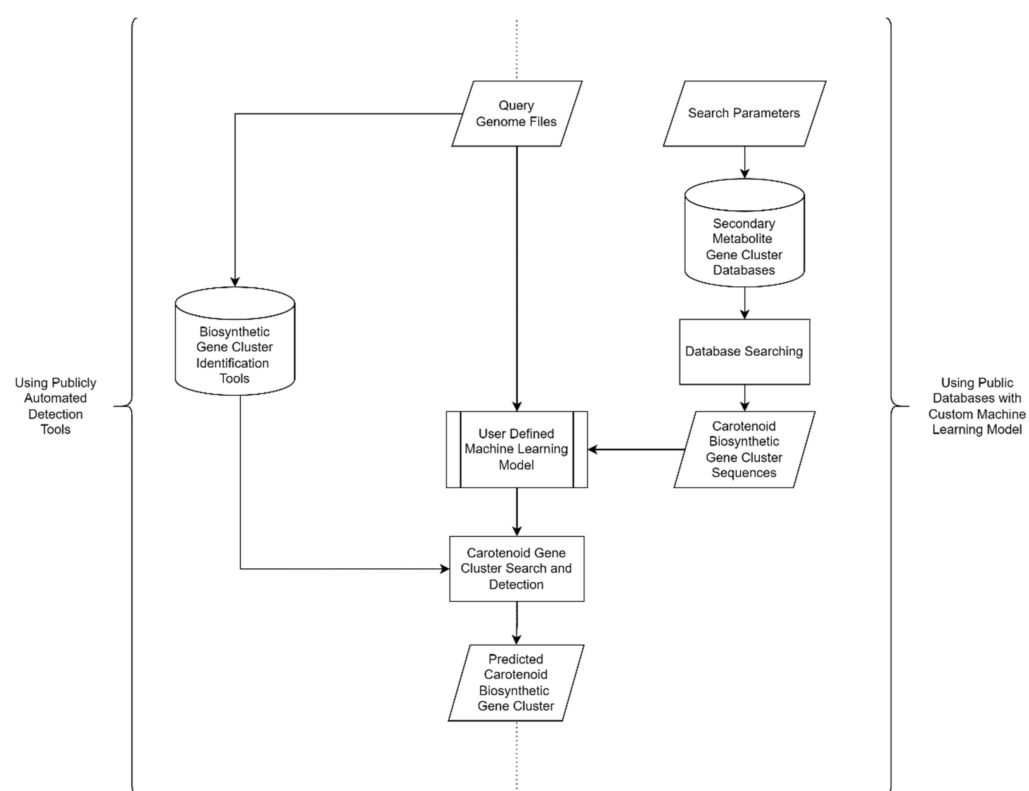 Query
Genome Files
Search Parameters
Secondary
Metabolite
Gene Cluster
Databases
Biosynthetic
Gene Cluster
Identification
Tools
Database Searching
Using Publicly
Automated
Detection
Tools
Using Public
Databases with
Custom Machine
Learning Model
User Defined
Machine Learning
Model
Carotenoid
Biosynthetic
Gene Cluster
Sequences
Carotenoid Gene
Cluster Search and
Detection
Predicted
Carotenoid
Biosynthetic
Gene Cluster